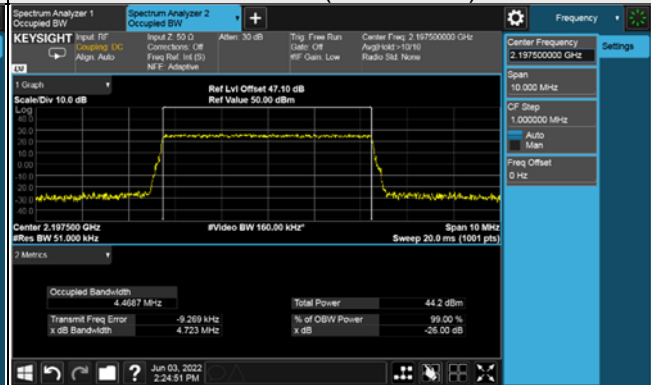 Spectrum Analyzer 1
Occupied BW
Spectrum Analyzer 2
Occupied BW
Frequency
KEYSIGHT
Input: RF
Coupling: DC
Align: Auto
Input Z: 50 Ω
Corrections: Off
Freq Ref: Int (S)
NFE: Adaptive
Atten: 30 dB
Trig: Free Run
Gate: Off
#IF Gain: Low
Center Freq: 2.197500000 GHz
Avg|Hold:>10/10
Radio Std: None
LXI
Center Frequency
2.197500000 GHz
Settings
Span
10.000 MHz
CF Step
1.000000 MHz
Auto
Man
Freq Offset
0 Hz
1 Graph
Scale/Div 10.0 dB
Ref Lvl Offset 47.10 dB
Ref Value 50.00 dBm
Log
40.0
30.0
20.0
10.0
0.00
-10.0
-20.0
-30.0
-40.0
Center 2.197500 GHz
#Res BW 51.000 kHz
#Video BW 160.00 kHz*
Span 10 MHz
Sweep 20.0 ms (1001 pts)
2 Metrics
Occupied Bandwidth
4.4687 MHz
Total Power 44.2 dBm
Transmit Freq Error -9.269 kHz
% of OBW Power 99.00 %
x dB Bandwidth 4.723 MHz
x dB -26.00 dB
?
Jun 03, 2022
2:24:51 PM